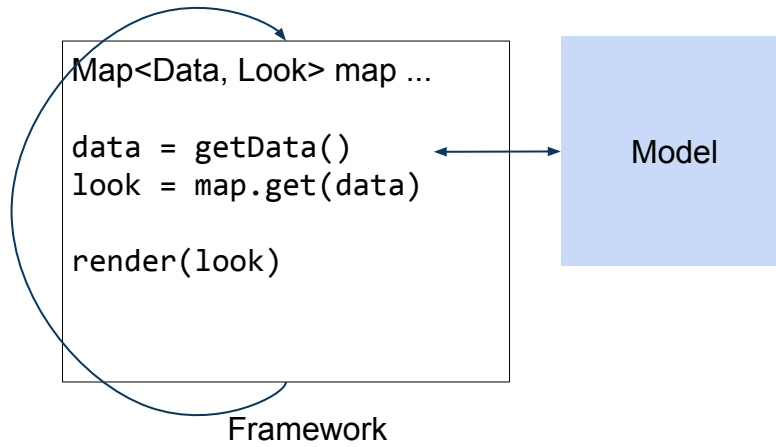 Map<Data, Look> map ...
data = getData()
look = map.get(data)
render(look)
Model
Framework